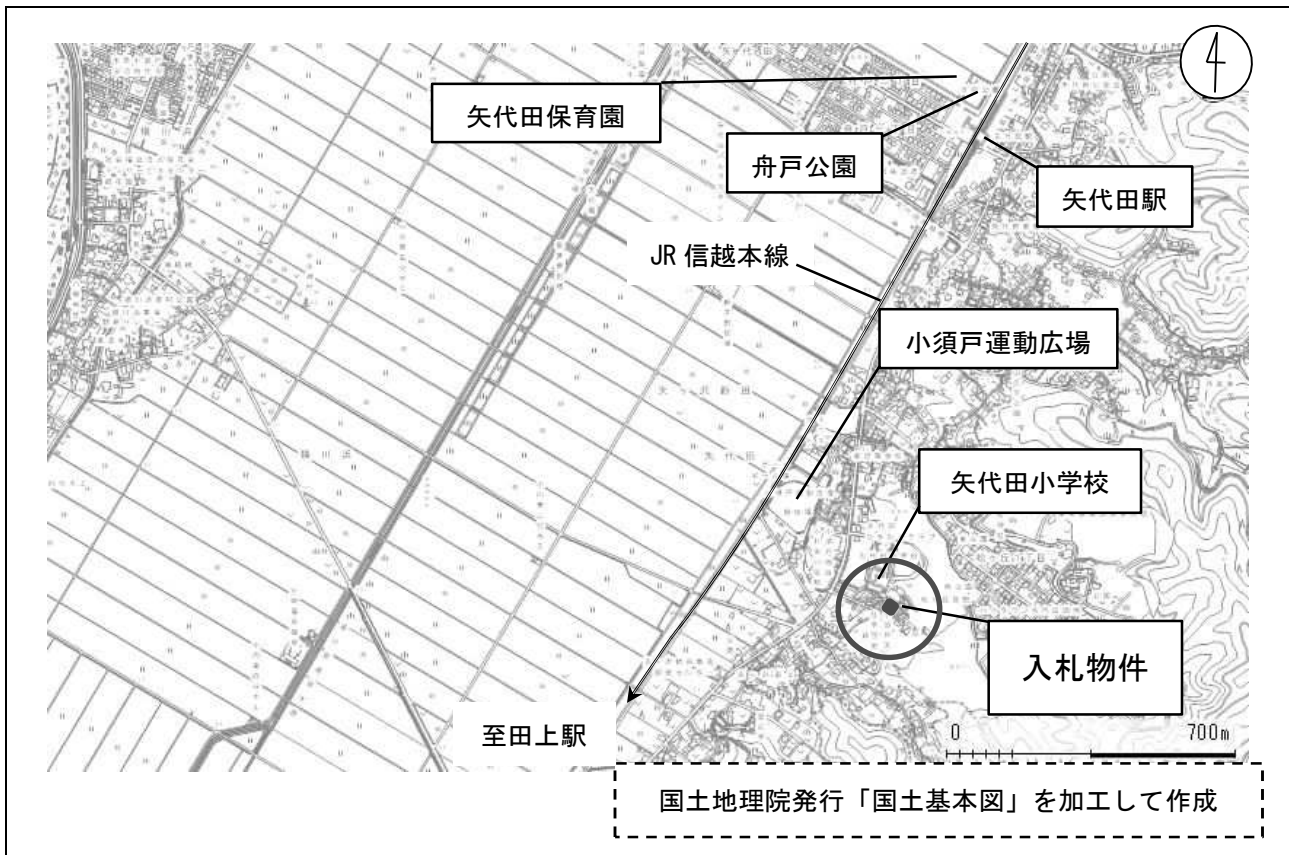 矢代田保育園
舟戸公園
矢代田駅
JR信越本線
小須戸運動広場
矢代田小学校
入札物件
至田上駅
0 700m
国土地理院発行「国土基本図」を加工して作成